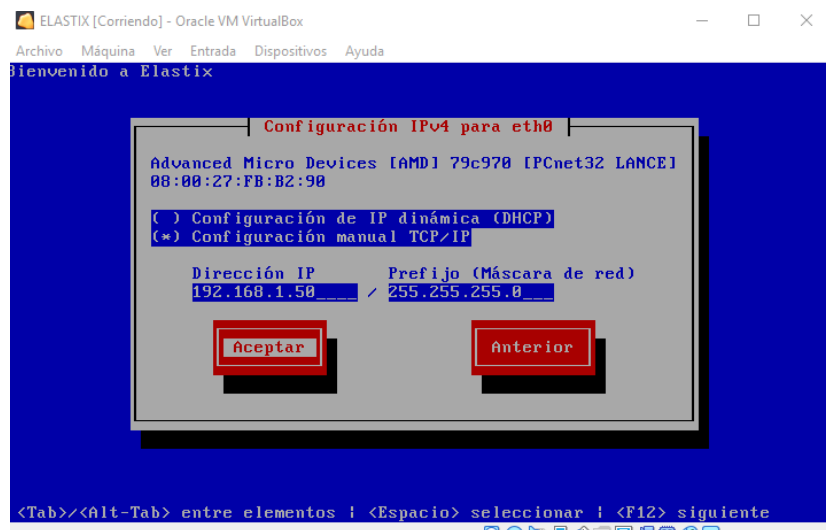 ELASTIX [Corriendo] - Oracle VM VirtualBox
Archivo Máquina Ver Entrada Dispositivos Ayuda
Bienvenido a Elastix
Configuración IPv4 para eth0
Advanced Micro Devices [AMD] 79c970 [PCnet32 LANCE]
08:00:27:FB:B2:90
( ) Configuración de IP dinámica (DHCP)
(*) Configuración manual TCP/IP
Dirección IP Prefijo (Máscara de red)
192.168.1.50____ / 255.255.255.0___
Aceptar Anterior
<Tab>/<Alt-Tab> entre elementos | <Espacio> seleccionar | <F12> siguiente